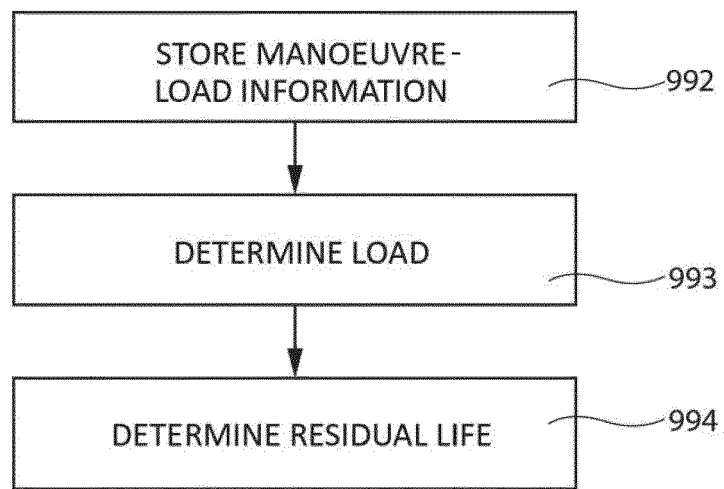 STORE MANOEUVRE-
LOAD INFORMATION
992
DETERMINE LOAD
993
DETERMINE RESIDUAL LIFE
994